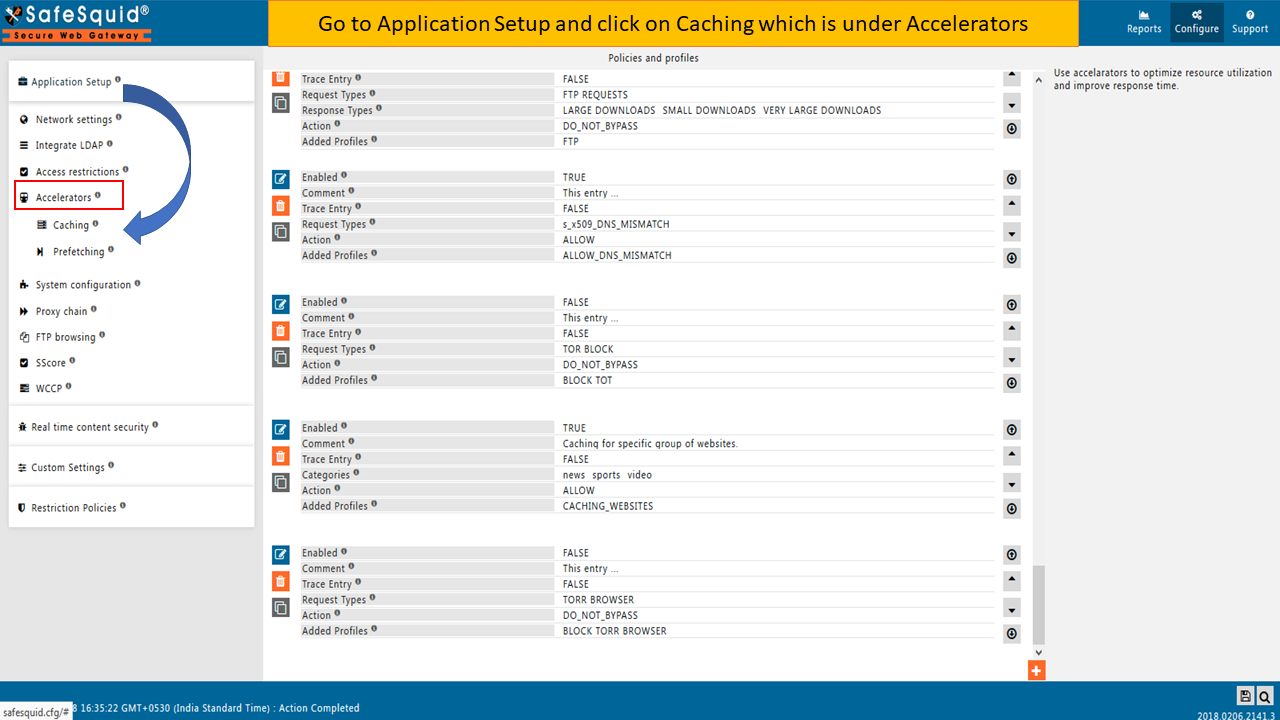 SafeSquid®
Secure Web Gateway
Go to Application Setup and click on Caching which is under Accelerators
Reports
Configure
Support
Policies and profiles
Application Setup
Network settings
Integrate LDAP
Access restrictions
Accelerators
Caching
Prefetching
System configuration
Proxy chain
FTP browsing
SScore
WCCP
Real time content security
Custom Settings
Restriction Policies
Trace Entry FALSE
Request Types FTP REQUESTS
Response Types LARGE DOWNLOADS SMALL DOWNLOADS VERY LARGE DOWNLOADS
Action DO_NOT_BYPASS
Added Profiles FTP
Enabled TRUE
Comment This entry ...
Trace Entry FALSE
Request Types s_x509_DNS_MISMATCH
Action ALLOW
Added Profiles ALLOW_DNS_MISMATCH
Enabled FALSE
Comment This entry ...
Trace Entry FALSE
Request Types TOR BLOCK
Action DO_NOT_BYPASS
Added Profiles BLOCK TOT
Enabled TRUE
Comment Caching for specific group of websites.
Trace Entry FALSE
Categories news sports video
Action ALLOW
Added Profiles CACHING_WEBSITES
Enabled FALSE
Comment This entry ...
Trace Entry FALSE
Request Types TORR BROWSER
Action DO_NOT_BYPASS
Added Profiles BLOCK TORR BROWSER
Use accelarators to optimize resource utilization
and improve response time.
safesquid.cfg/#
8 16:35:22 GMT+0530 (India Standard Time) : Action Completed
2018.0206.2141.3